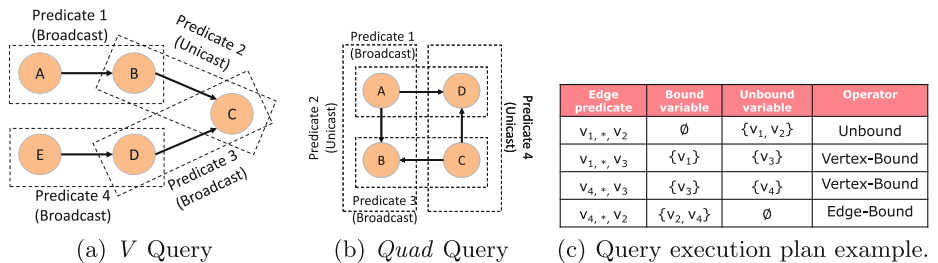 Predicate 1
(Broadcast)
Predicate 2
(Unicast)
A
B
C
E
D
Predicate 3
(Broadcast)
Predicate 4
(Broadcast)
(a) V Query
Predicate 1
(Broadcast)
Predicate 2
(Unicast)
A
D
B
C
Predicate 4
(Unicast)
Predicate 3
(Broadcast)
(b) Quad Query
Edge predicate Bound variable Unbound variable Operator
v1, *, v2 ∅ {v1, v2} Unbound
v1, *, v3 {v1} {v3} Vertex-Bound
v4, *, v3 {v3} {v4} Vertex-Bound
v4, *, v2 {v2, v4} ∅ Edge-Bound
(c) Query execution plan example.